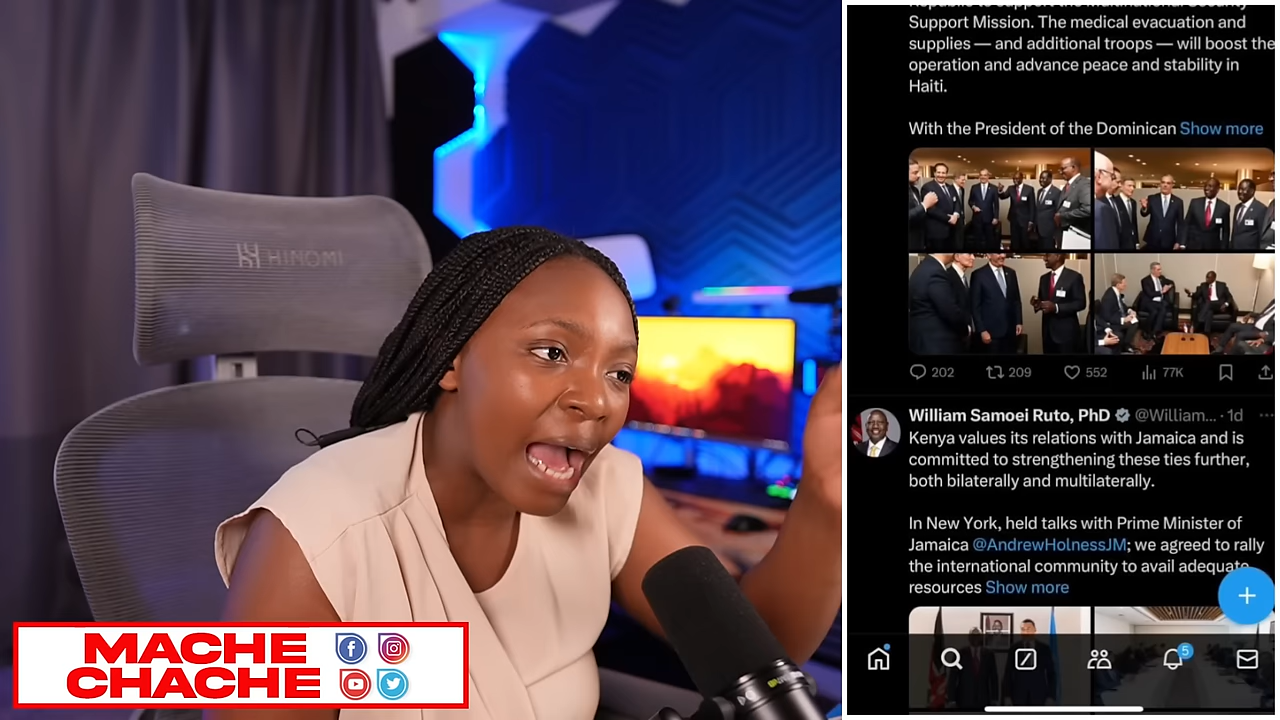 HINOMI
MACHE
CHACHE
Support Mission. The medical evacuation and
supplies — and additional troops — will boost the
operation and advance peace and stability in
Haiti.
With the President of the Dominican Show more
202 209 552 77K
William Samoei Ruto, PhD @William... · 1d
Kenya values its relations with Jamaica and is
committed to strengthening these ties further,
both bilaterally and multilaterally.
In New York, held talks with Prime Minister of
Jamaica @AndrewHolnessJM; we agreed to rally
the international community to avail adequate
resources Show more
5